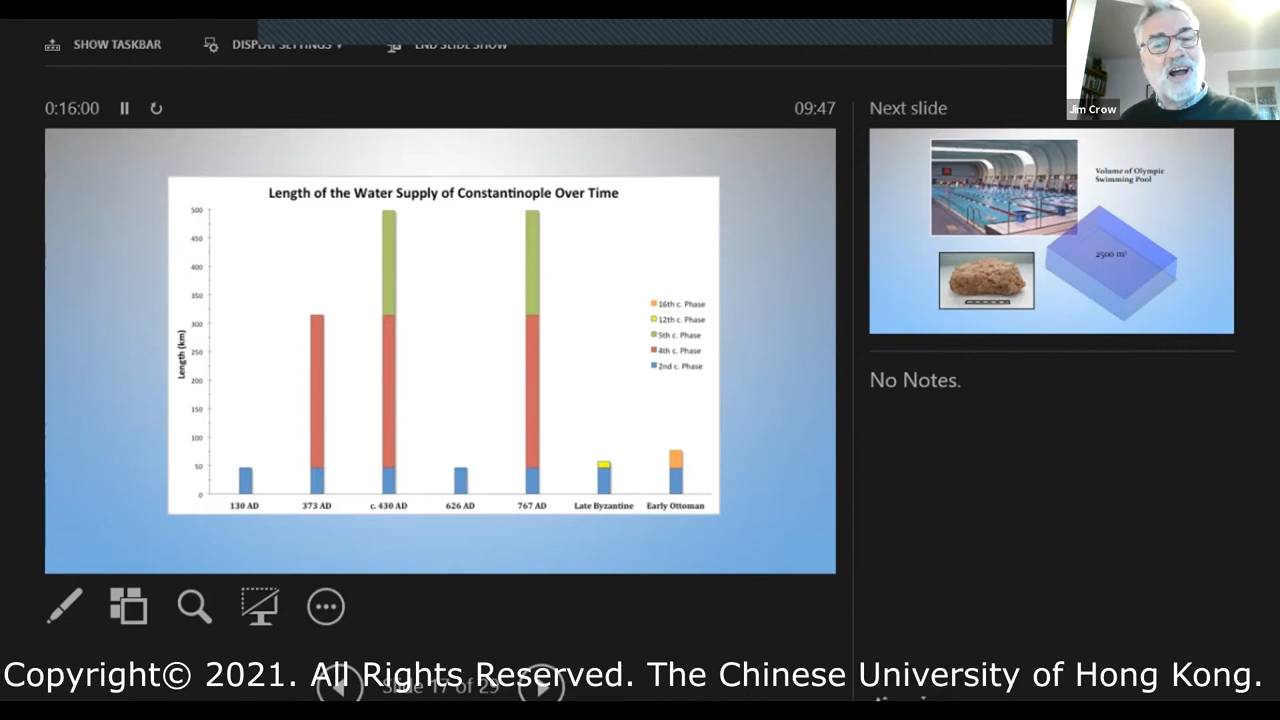 SHOW TASKBAR
DISPLAY SETTINGS
END SLIDE SHOW
Jim Crow
0:16:00
09:47
Next slide
Length of the Water Supply of Constantinople Over Time
500
450
400
350
300
250
200
150
100
50
0
Length (km)
16th c. Phase
12th c. Phase
5th c. Phase
4th c. Phase
2nd c. Phase
130 AD
373 AD
c. 430 AD
626 AD
767 AD
Late Byzantine
Early Ottoman
Volume of Olympic
Swimming Pool
2500 m³
No Notes.
Slide 17 of 29
Copyright© 2021. All Rights Reserved. The Chinese University of Hong Kong.